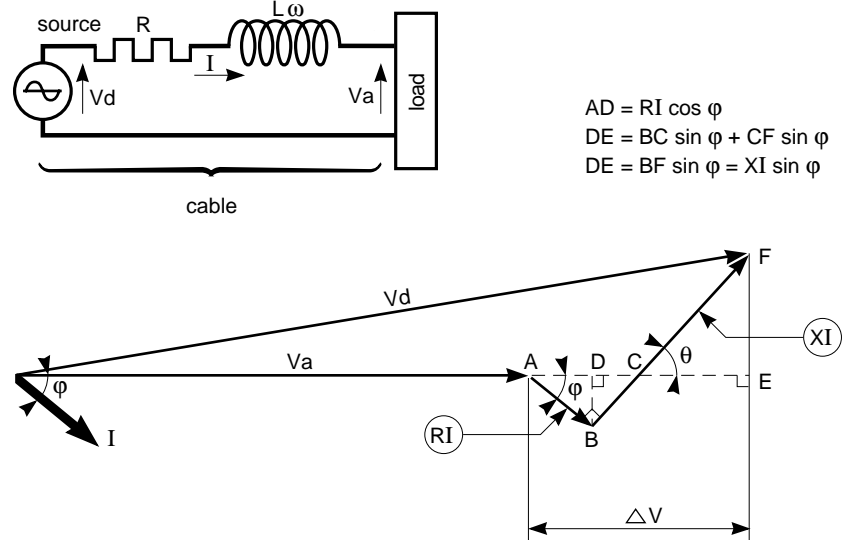 source
R
Lω
I
Vd
Va
load
cable
AD = RI cos φ
DE = BC sin φ + CF sin φ
DE = BF sin φ = XI sin φ
F
Vd
XI
Va
A
D
C
θ
E
φ
φ
I
RI
B
△V